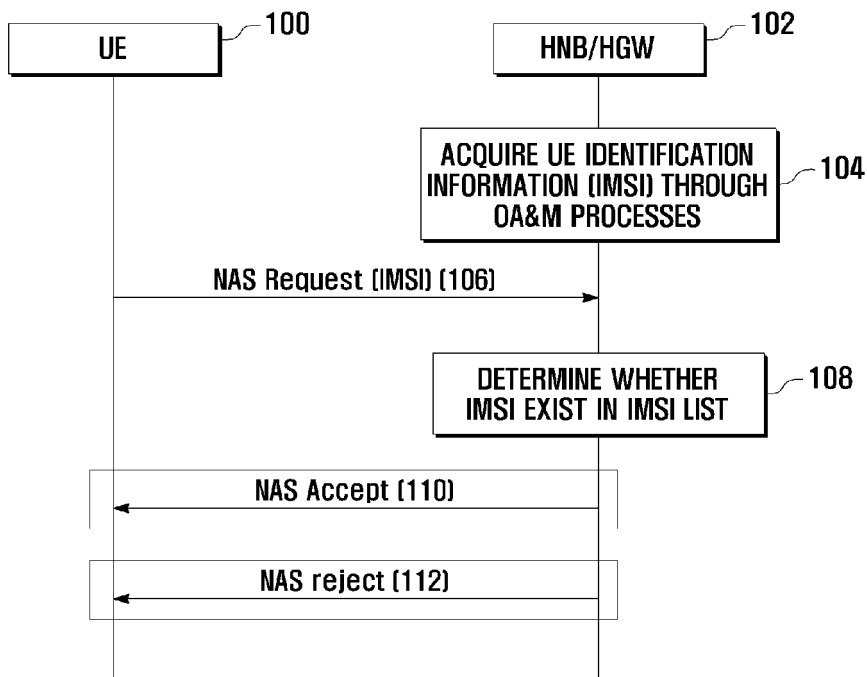 100
UE
102
HNB/HGW
ACQUIRE UE IDENTIFICATION
INFORMATION (IMSI) THROUGH
OA&M PROCESSES
104
NAS Request (IMSI) (106)
DETERMINE WHETHER
IMSI EXIST IN IMSI LIST
108
NAS Accept (110)
NAS reject (112)